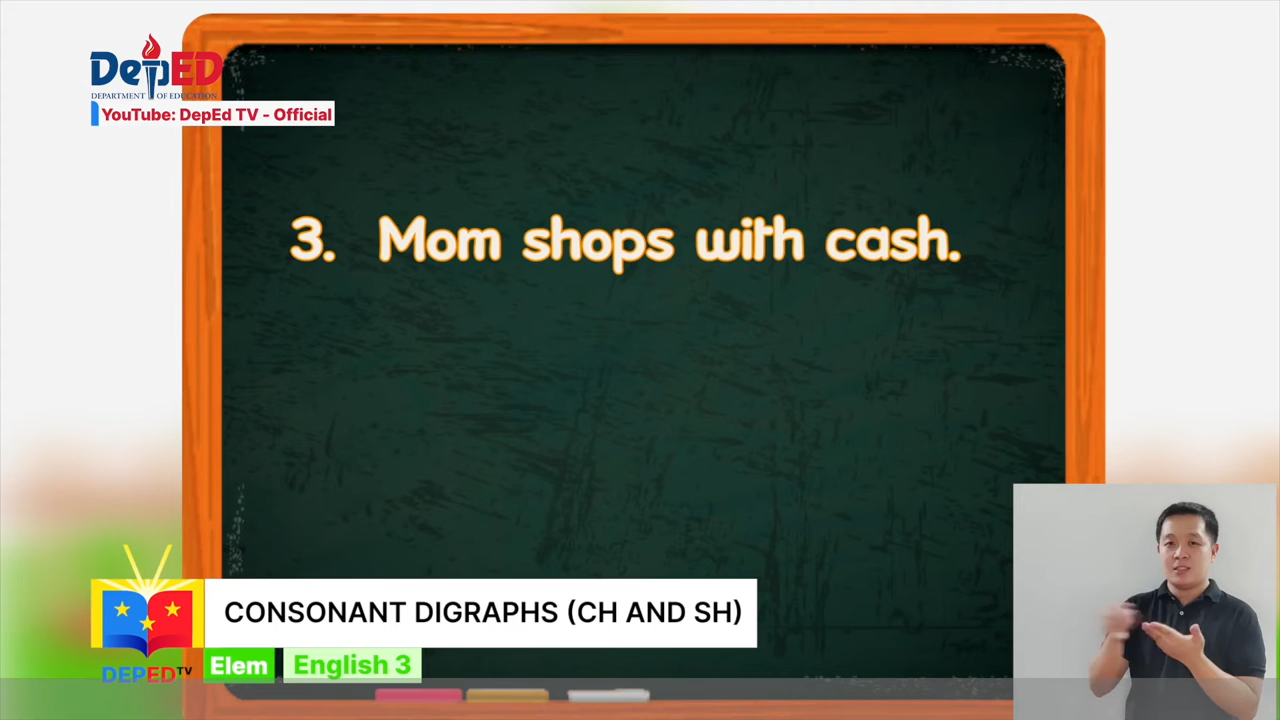 DepED
DEPARTMENT OF EDUCATION
YouTube: DepEd TV - Official
3. Mom shops with cash.
CONSONANT DIGRAPHS (CH AND SH)
DEPED TV
Elem
English 3